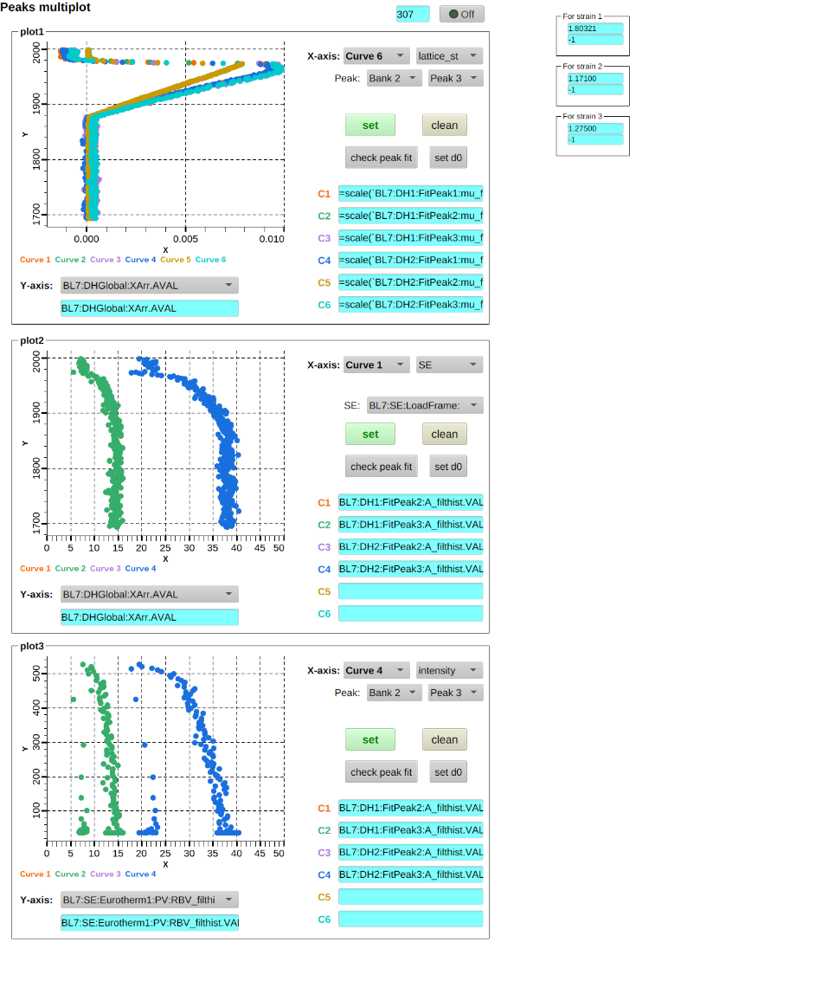 Peaks multiplot
307
Off
For strain 1
1.80321
-1
For strain 2
1.17100
-1
For strain 3
1.27500
-1
plot1
2000
1900
1800
1700
Y
0.000 0.005 0.010
X
Curve 1 Curve 2 Curve 3 Curve 4 Curve 5 Curve 6
Y-axis: BL7:DHGlobal:XArr.AVAL
BL7:DHGlobal:XArr.AVAL
X-axis: Curve 6 lattice_st
Peak: Bank 2 Peak 3
set clean
check peak fit set d0
C1 =scale(`BL7:DH1:FitPeak1:mu_f
C2 =scale(`BL7:DH1:FitPeak2:mu_f
C3 =scale(`BL7:DH1:FitPeak3:mu_f
C4 =scale(`BL7:DH2:FitPeak1:mu_f
C5 =scale(`BL7:DH2:FitPeak2:mu_f
C6 =scale(`BL7:DH2:FitPeak3:mu_f
plot2
2000
1900
1800
1700
Y
0 5 10 15 20 25 30 35 40 45 50
X
Curve 1 Curve 2 Curve 3 Curve 4
Y-axis: BL7:DHGlobal:XArr.AVAL
BL7:DHGlobal:XArr.AVAL
X-axis: Curve 1 SE
SE: BL7:SE:LoadFrame:
set clean
check peak fit set d0
C1 BL7:DH1:FitPeak2:A_filthist.VAL
C2 BL7:DH1:FitPeak3:A_filthist.VAL
C3 BL7:DH2:FitPeak2:A_filthist.VAL
C4 BL7:DH2:FitPeak3:A_filthist.VAL
C5
C6
plot3
500
400
300
200
100
Y
0 5 10 15 20 25 30 35 40 45 50
X
Curve 1 Curve 2 Curve 3 Curve 4
Y-axis: BL7:SE:Eurotherm1:PV:RBV_filthi
BL7:SE:Eurotherm1:PV:RBV_filthist.VAL
X-axis: Curve 4 intensity
Peak: Bank 2 Peak 3
set clean
check peak fit set d0
C1 BL7:DH1:FitPeak2:A_filthist.VAL
C2 BL7:DH1:FitPeak3:A_filthist.VAL
C3 BL7:DH2:FitPeak2:A_filthist.VAL
C4 BL7:DH2:FitPeak3:A_filthist.VAL
C5
C6